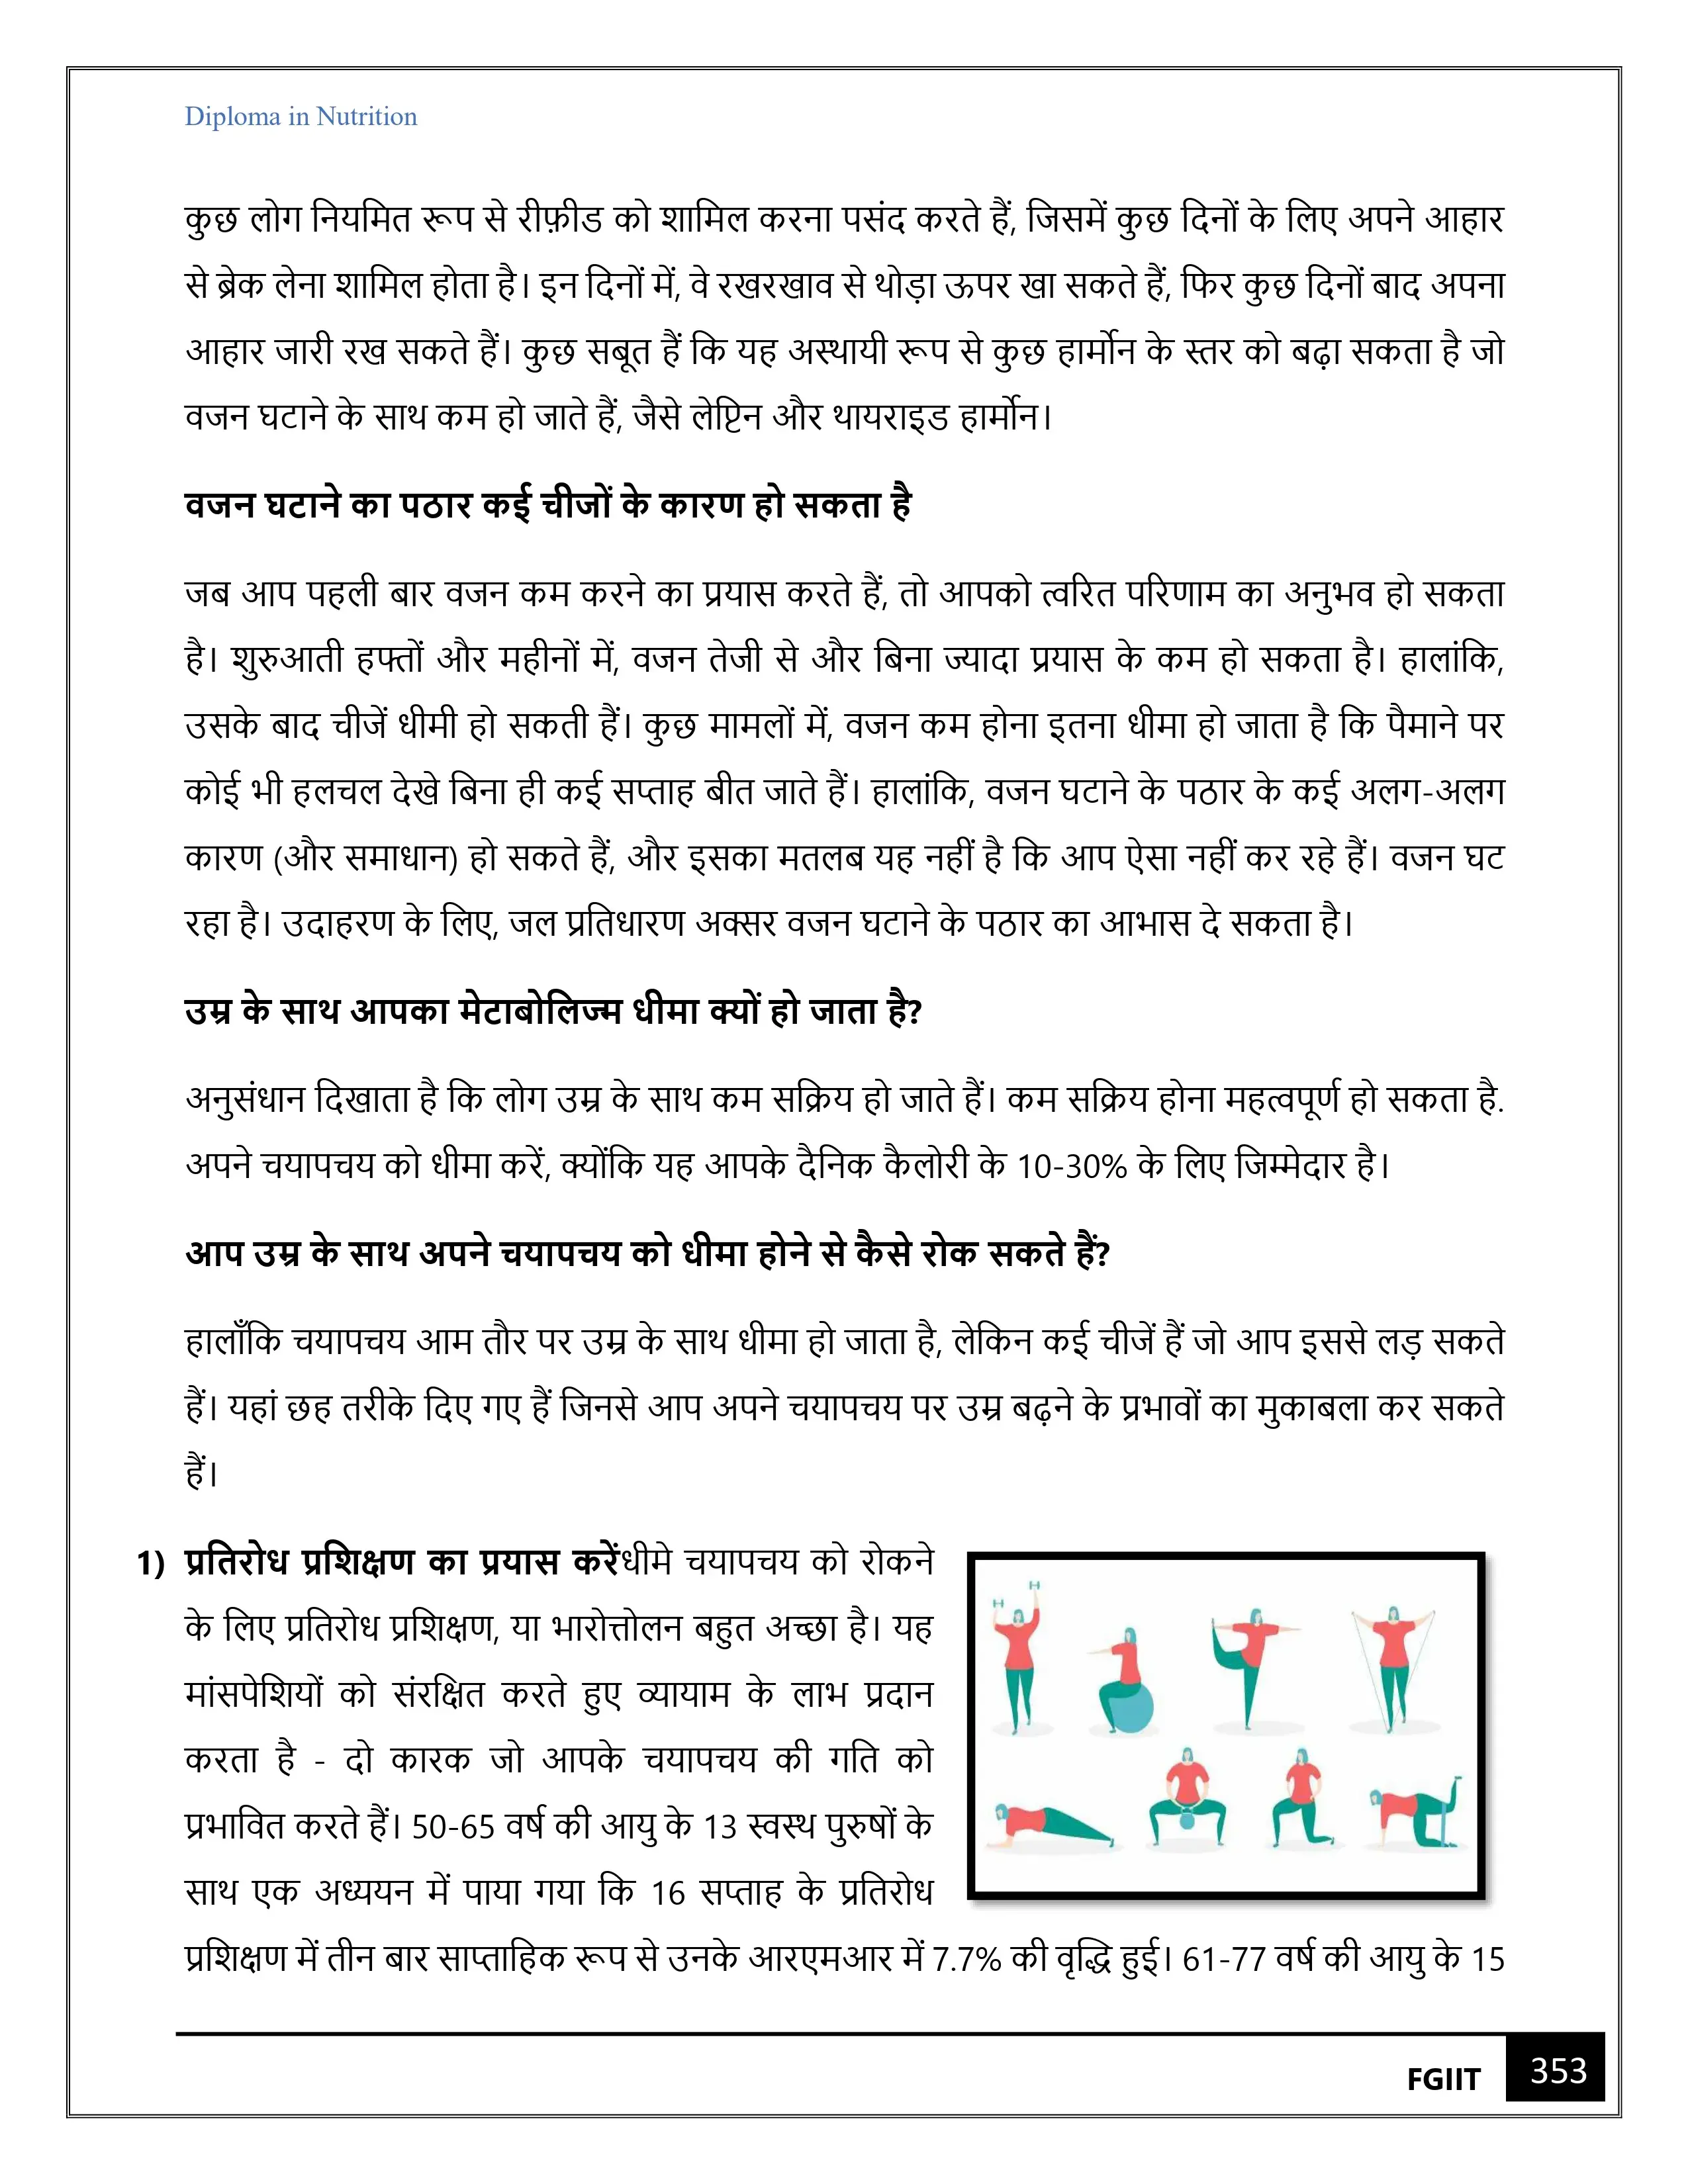 Diploma in Nutrition
कुछ लोग नियमित रूप से रीफ़ीड को शामिल करना पसंद करते हैं, जिसमें कुछ दिनों के लिए अपने आहार
से ब्रेक लेना शामिल होता है। इन दिनों में, वे रखरखाव से थोड़ा ऊपर खा सकते हैं, फिर कुछ दिनों बाद अपना
आहार जारी रख सकते हैं। कुछ सबूत हैं कि यह अस्थायी रूप से कुछ हार्मोन के स्तर को बढ़ा सकता है जो
वजन घटाने के साथ कम हो जाते हैं, जैसे लेप्टिन और थायराइड हार्मोन।
वजन घटाने का पठार कई चीजों के कारण हो सकता है
जब आप पहली बार वजन कम करने का प्रयास करते हैं, तो आपको त्वरित परिणाम का अनुभव हो सकता
है। शुरुआती हफ्तों और महीनों में, वजन तेजी से और बिना ज्यादा प्रयास के कम हो सकता है। हालांकि,
उसके बाद चीजें धीमी हो सकती हैं। कुछ मामलों में, वजन कम होना इतना धीमा हो जाता है कि पैमाने पर
कोई भी हलचल देखे बिना ही कई सप्ताह बीत जाते हैं। हालांकि, वजन घटाने के पठार के कई अलग-अलग
कारण (और समाधान) हो सकते हैं, और इसका मतलब यह नहीं है कि आप ऐसा नहीं कर रहे हैं। वजन घट
रहा है। उदाहरण के लिए, जल प्रतिधारण अक्सर वजन घटाने के पठार का आभास दे सकता है।
उम्र के साथ आपका मेटाबोलिज्म धीमा क्यों हो जाता है?
अनुसंधान दिखाता है कि लोग उम्र के साथ कम सक्रिय हो जाते हैं। कम सक्रिय होना महत्वपूर्ण हो सकता है.
अपने चयापचय को धीमा करें, क्योंकि यह आपके दैनिक कैलोरी के 10-30% के लिए जिम्मेदार है।
आप उम्र के साथ अपने चयापचय को धीमा होने से कैसे रोक सकते हैं?
हालाँकि चयापचय आम तौर पर उम्र के साथ धीमा हो जाता है, लेकिन कई चीजें हैं जो आप इससे लड़ सकते
हैं। यहां छह तरीके दिए गए हैं जिनसे आप अपने चयापचय पर उम्र बढ़ने के प्रभावों का मुकाबला कर सकते
हैं।
1) प्रतिरोध प्रशिक्षण का प्रयास करेंधीमे चयापचय को रोकने
के लिए प्रतिरोध प्रशिक्षण, या भारोत्तोलन बहुत अच्छा है। यह
मांसपेशियों को संरक्षित करते हुए व्यायाम के लाभ प्रदान
करता है - दो कारक जो आपके चयापचय की गति को
प्रभावित करते हैं। 50-65 वर्ष की आयु के 13 स्वस्थ पुरुषों के
साथ एक अध्ययन में पाया गया कि 16 सप्ताह के प्रतिरोध
प्रशिक्षण में तीन बार साप्ताहिक रूप से उनके आरएमआर में 7.7% की वृद्धि हुई। 61-77 वर्ष की आयु के 15
FGIIT 353